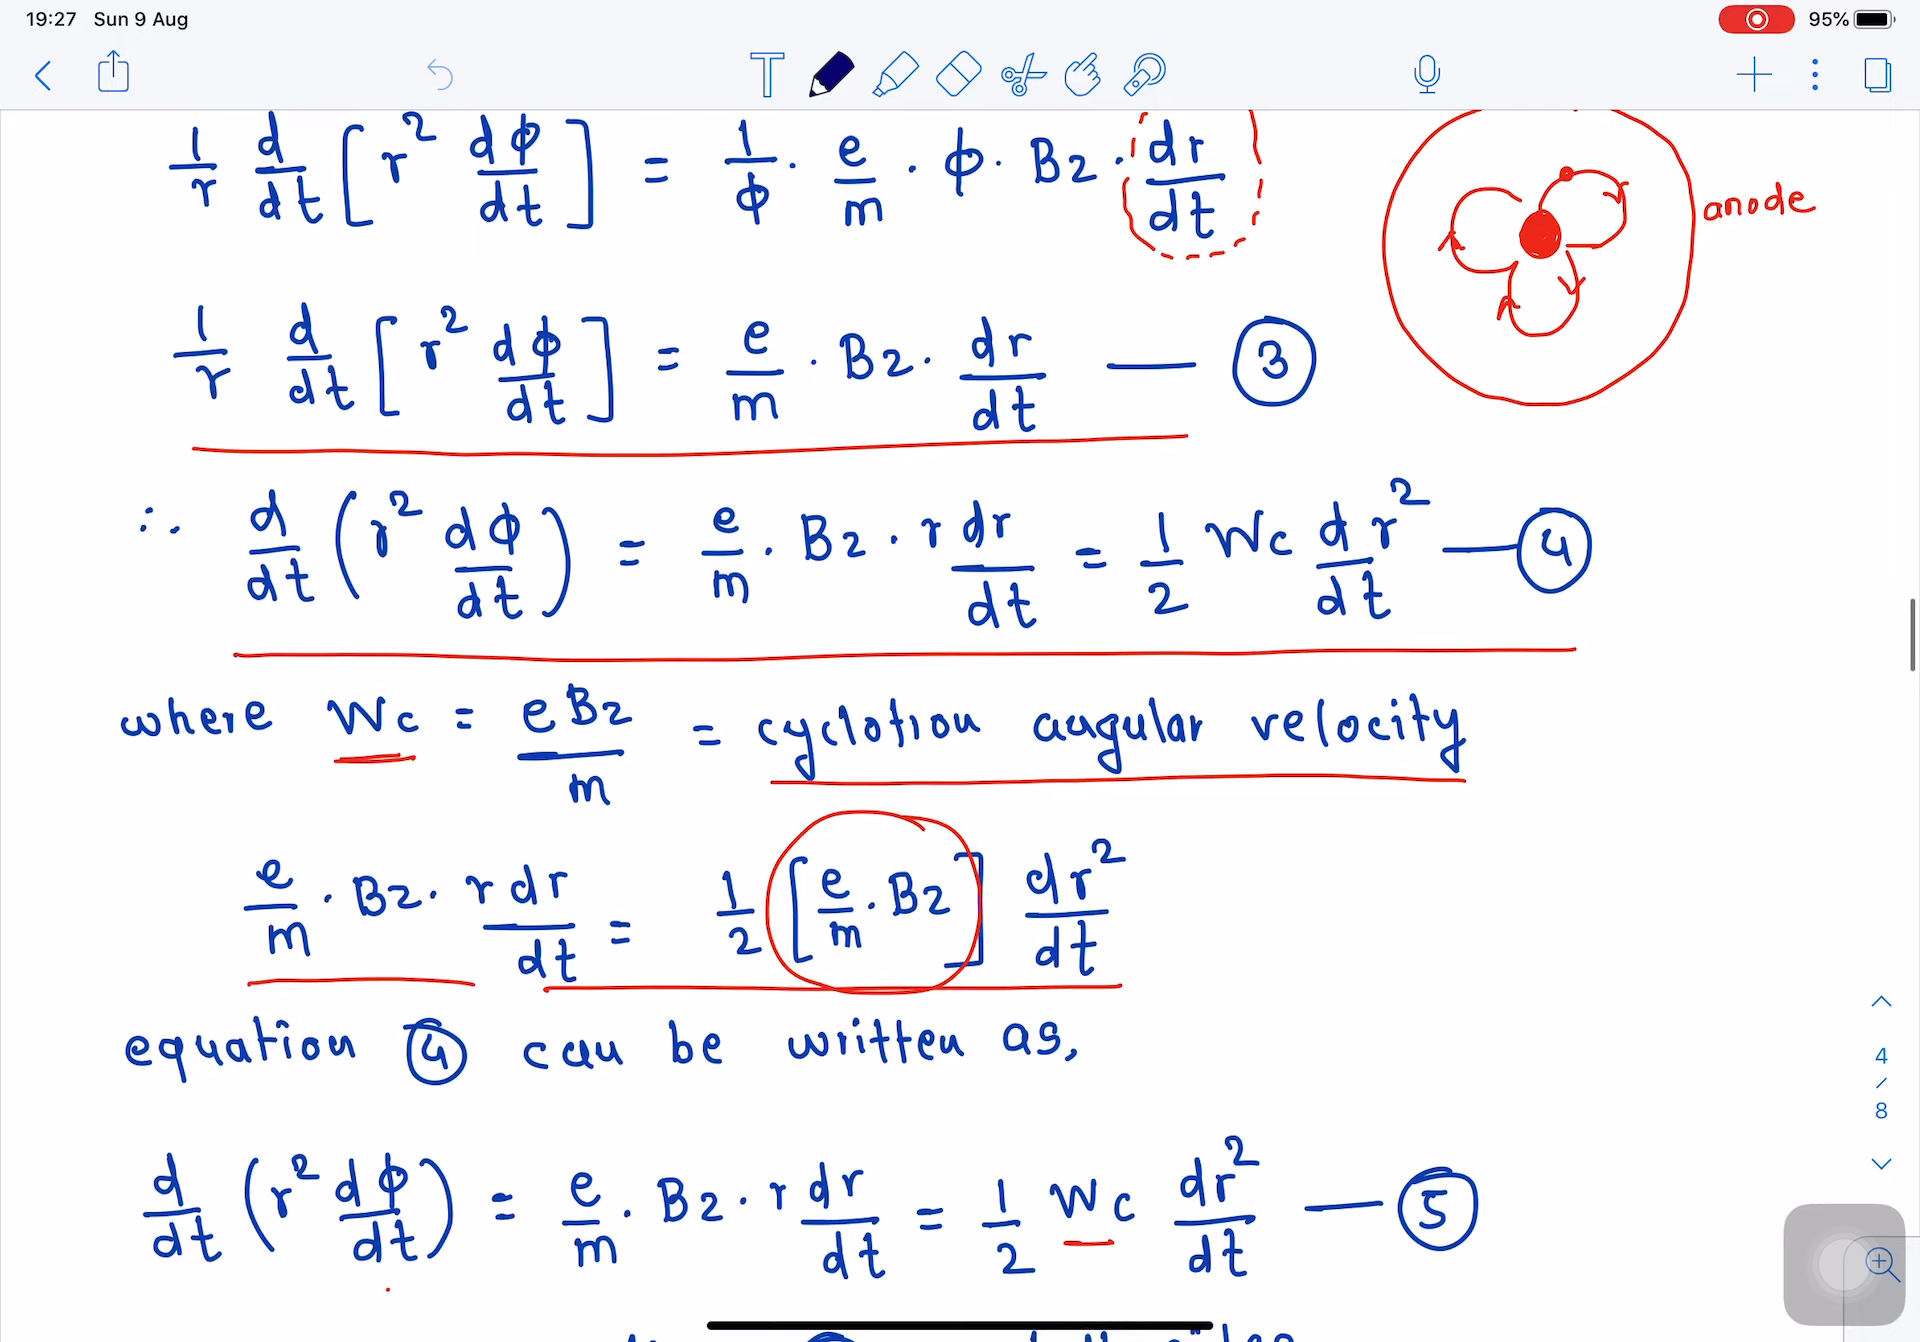 19:27 Sun 9 Aug 95%
1/r d/dt [r² dϕ/dt] = 1/ϕ · e/m · ϕ · Bz · dr/dt
anode
1/r d/dt [r² dϕ/dt] = e/m · Bz · dr/dt — ③
∴ d/dt (r² dϕ/dt) = e/m · Bz · r dr/dt = 1/2 Wc dr²/dt — ④
where Wc = eBz/m = cyclotron angular velocity
e/m · Bz · r dr/dt = 1/2 [e/m · Bz] dr²/dt
equation ④ can be written as,
4
/
8
d/dt (r² dϕ/dt) = e/m · Bz · r dr/dt = 1/2 Wc dr²/dt — ⑤